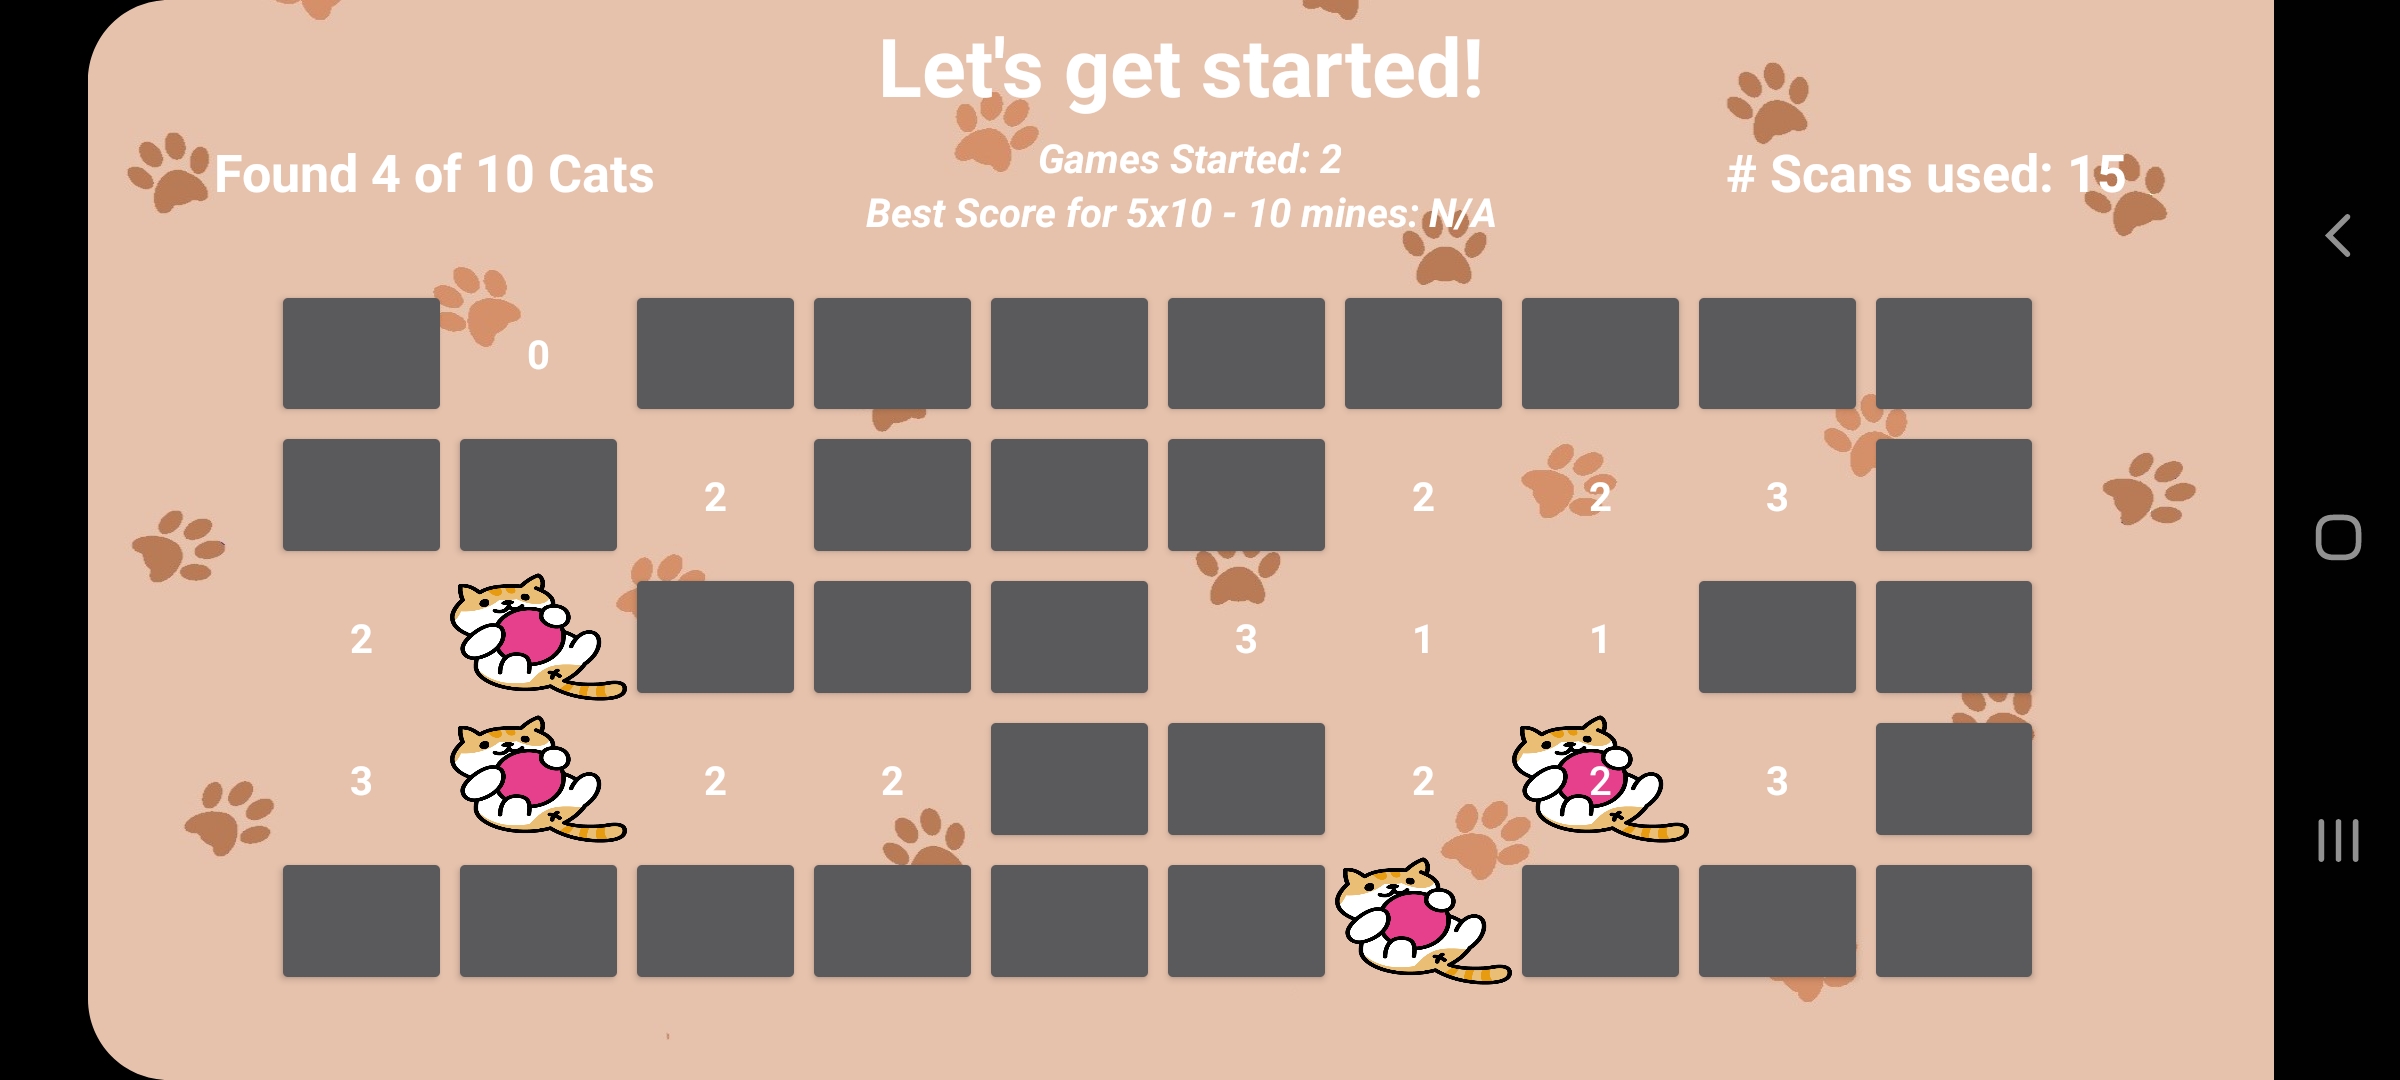 Let's get started!
Found 4 of 10 Cats
Games Started: 2
# Scans used: 15
Best Score for 5x10 - 10 mines: N/A
0
2 2 2 3
2 3 1 1
3 2 2 2 2 3